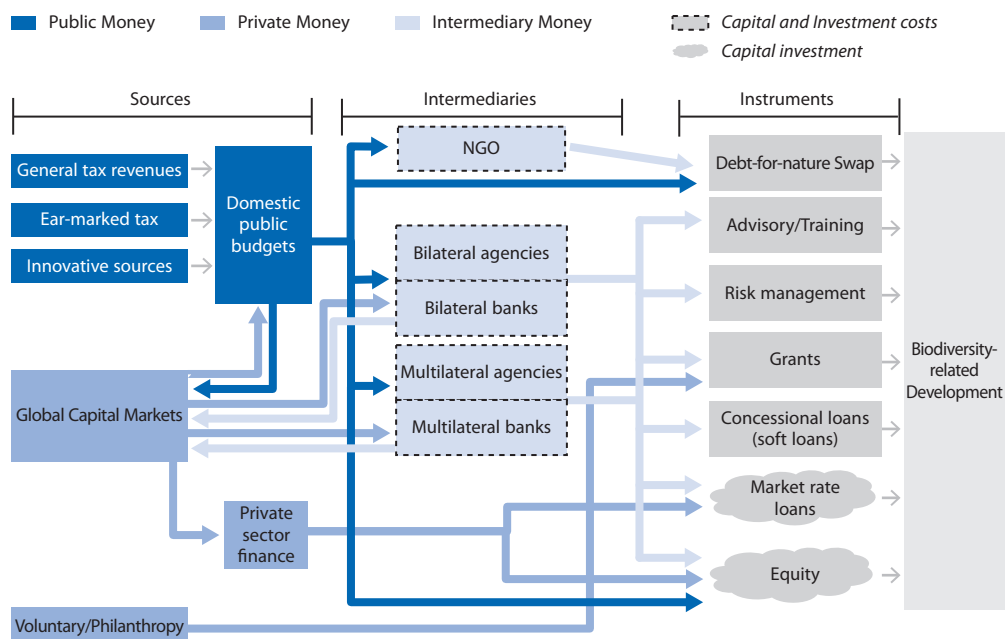 Public Money
Private Money
Intermediary Money
Capital and Investment costs
Capital investment
Sources
Intermediaries
Instruments
General tax revenues
Ear-marked tax
Innovative sources
Domestic
public
budgets
Global Capital Markets
Private
sector
finance
Voluntary/Philanthropy
NGO
Bilateral agencies
Bilateral banks
Multilateral agencies
Multilateral banks
Debt-for-nature Swap
Advisory/Training
Risk management
Grants
Concessional loans
(soft loans)
Market rate
loans
Equity
Biodiversity-
related
Development